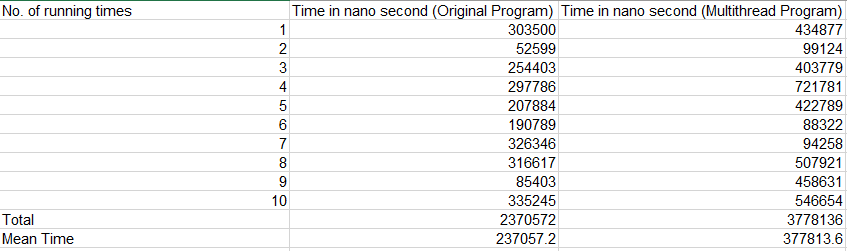 No. of running times Time in nano second (Original Program) Time in nano second (Multithread Program)
1 303500 434877
2 52599 99124
3 254403 403779
4 297786 721781
5 207884 422789
6 190789 88322
7 326346 94258
8 316617 507921
9 85403 458631
10 335245 546654
Total 2370572 3778136
Mean Time 237057.2 377813.6